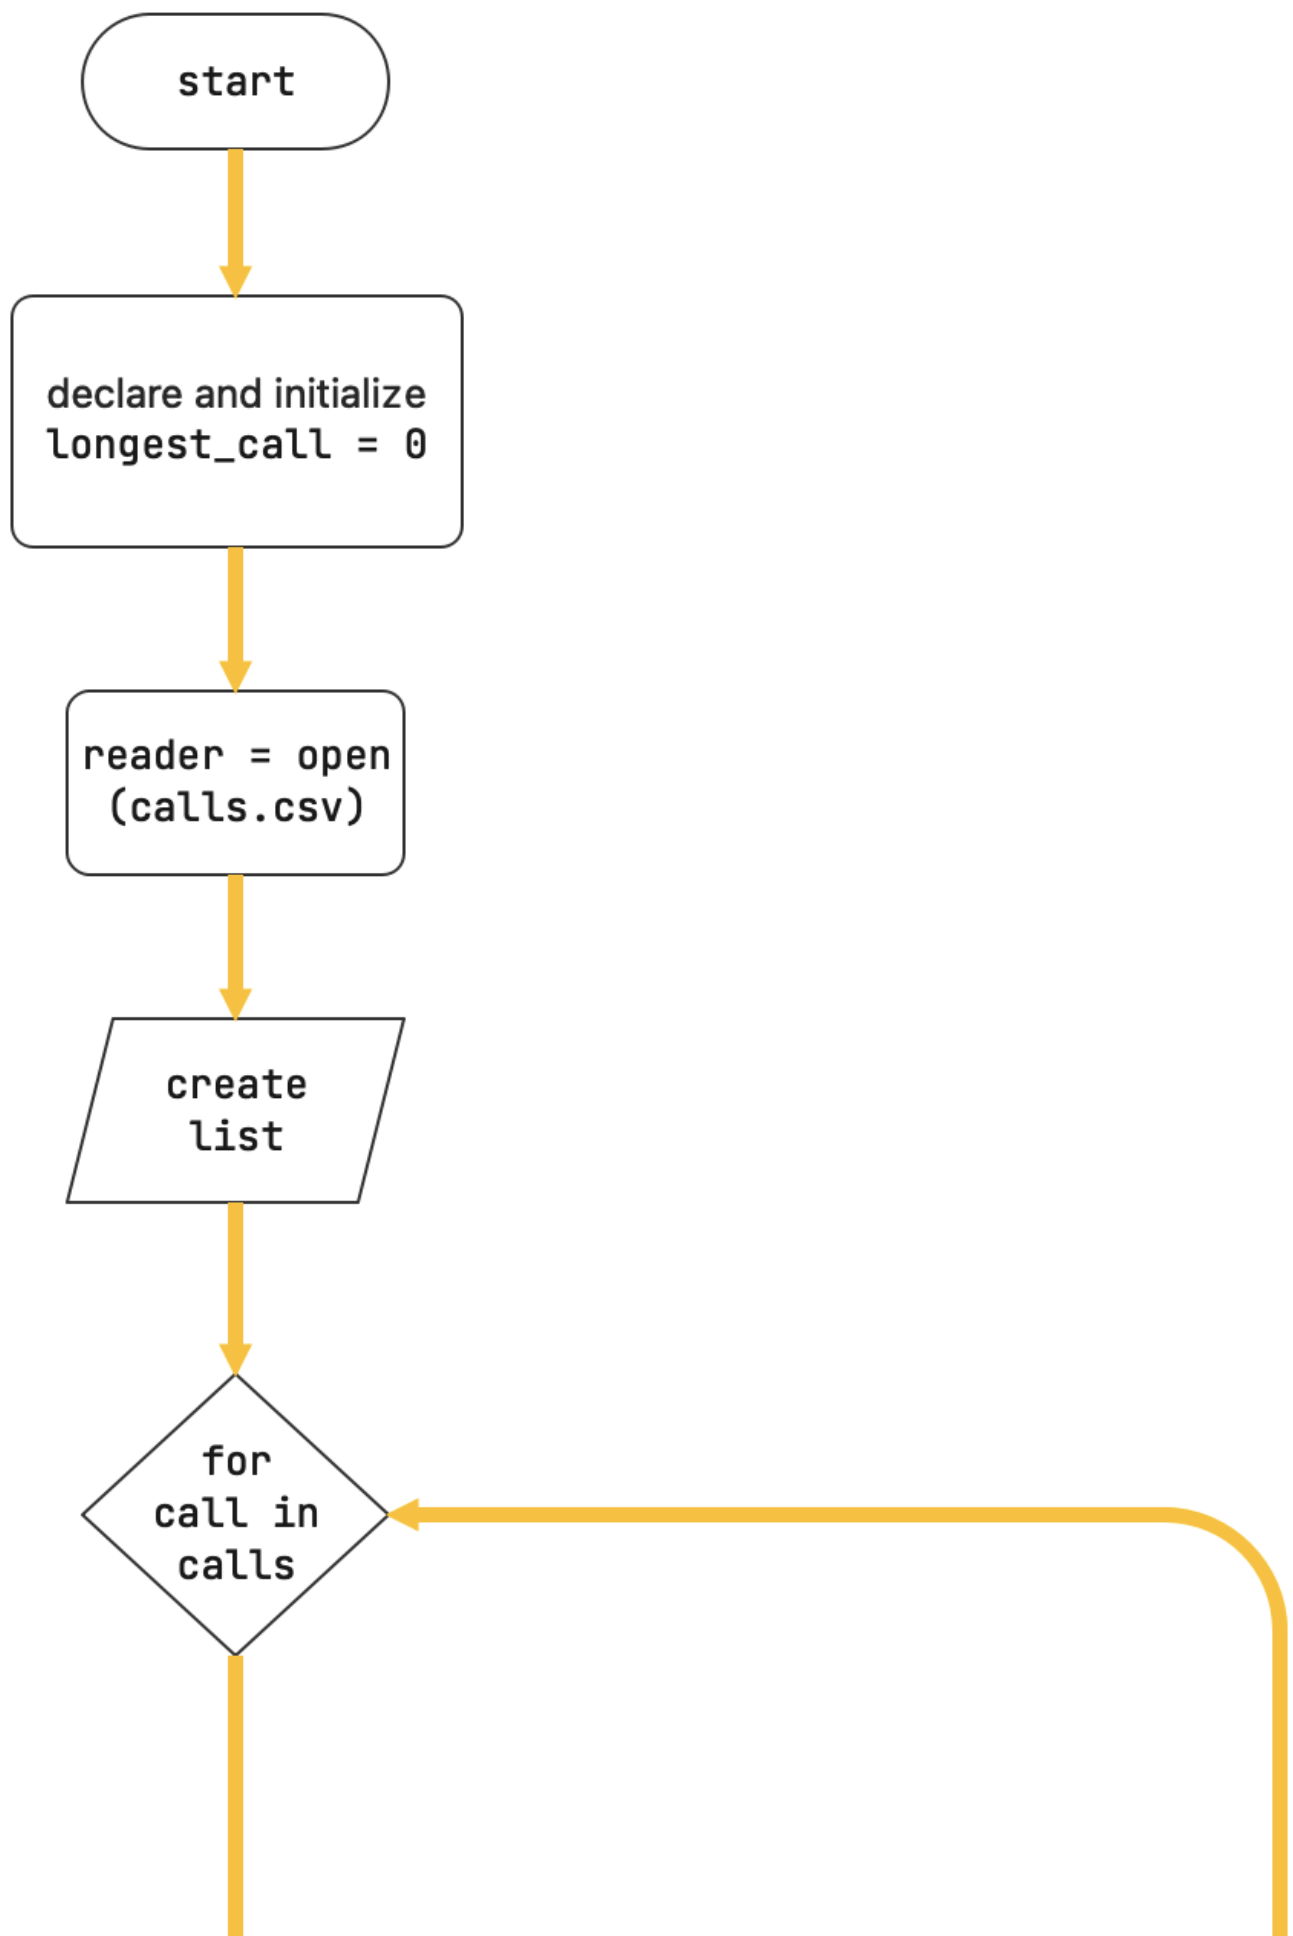 start
declare and initialize
longest_call = 0
reader = open
(calls.csv)
create
list
for
call in
calls